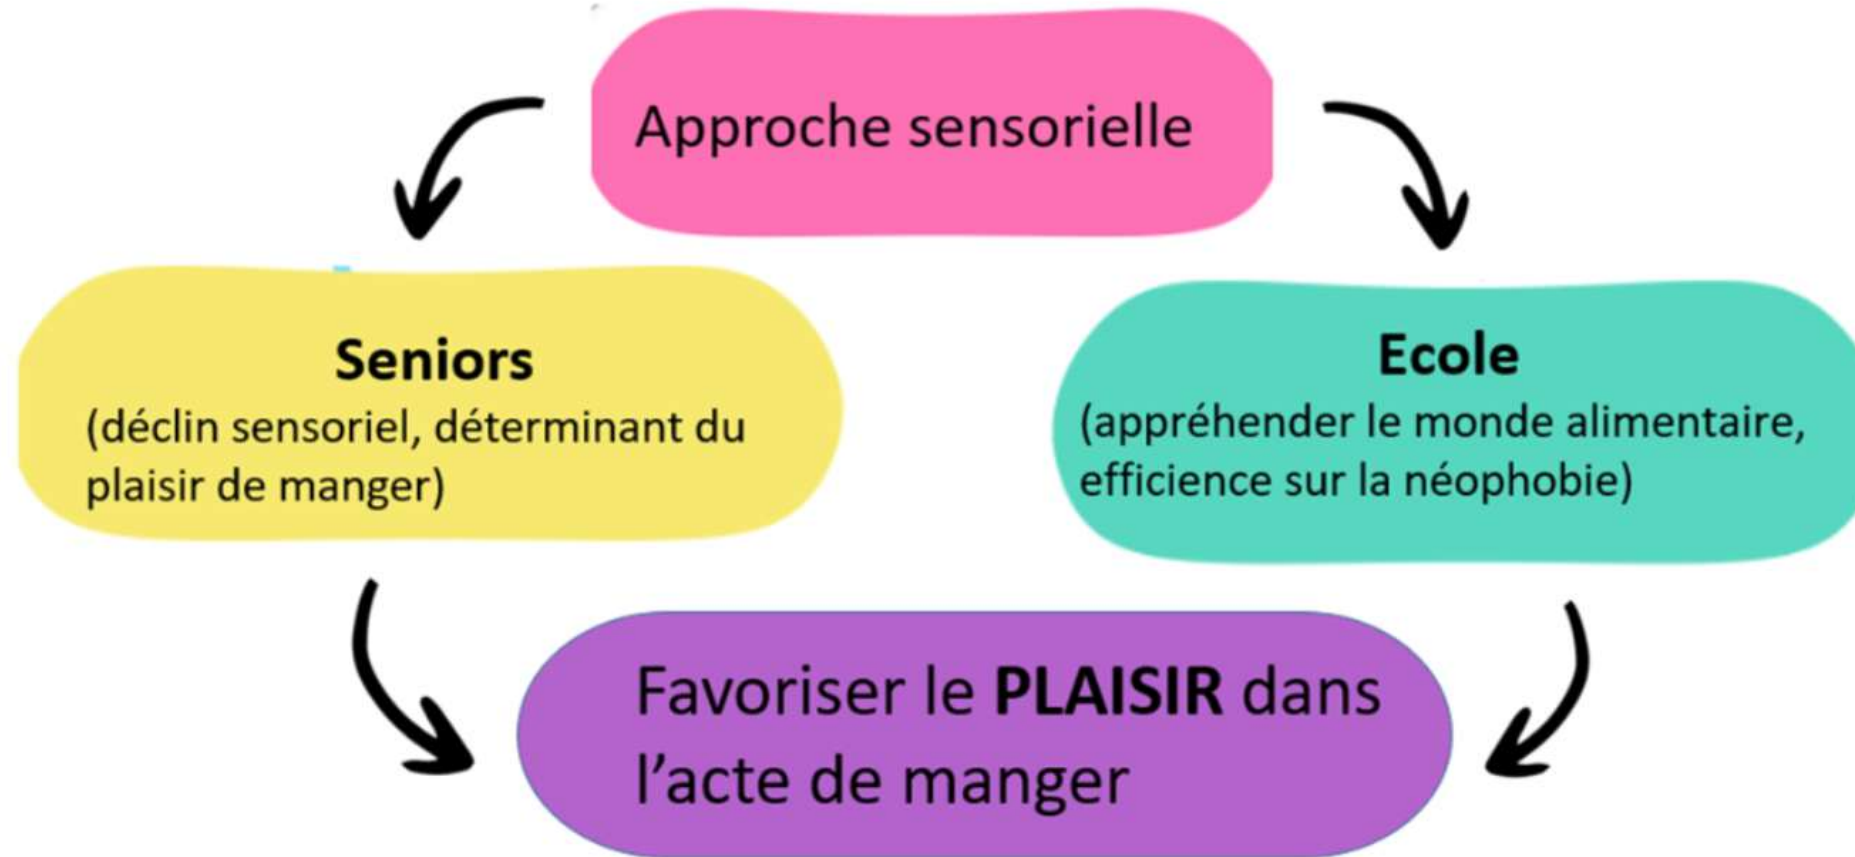 Approche sensorielle
Seniors
(déclin sensoriel, déterminant du
plaisir de manger)
Ecole
(appréhender le monde alimentaire,
efficience sur la néophobie)
Favoriser le PLAISIR dans
l'acte de manger